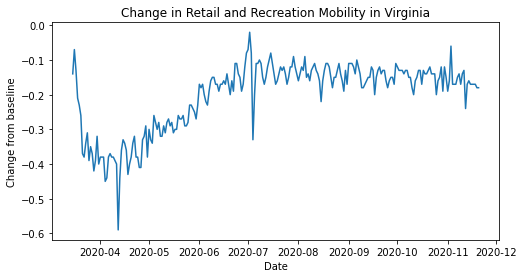 Change in Retail and Recreation Mobility in Virginia
0.0
−0.1
−0.2
−0.3
−0.4
−0.5
−0.6
Change from baseline
2020-04 2020-05 2020-06 2020-07 2020-08 2020-09 2020-10 2020-11 2020-12
Date